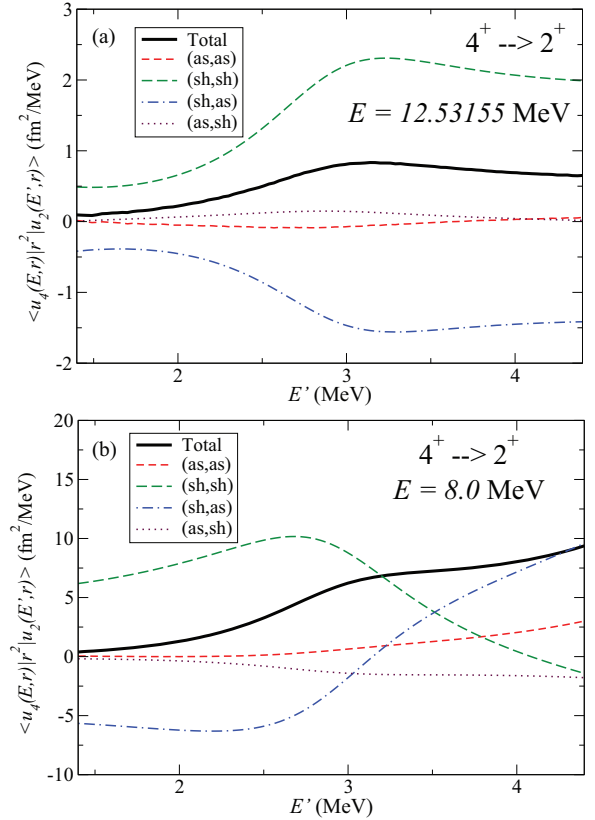 (a)
4⁺ --> 2⁺
Total
(as,as)
(sh,sh)
(sh,as)
(as,sh)
E = 12.53155 MeV
<u₄(E,r)|r²|u₂(E',r)> (fm²/MeV)
3
2
1
0
-1
-2
2
3
4
E' (MeV)
(b)
4⁺ --> 2⁺
Total
(as,as)
(sh,sh)
(sh,as)
(as,sh)
E = 8.0 MeV
<u₄(E,r)|r²|u₂(E',r)> (fm²/MeV)
20
15
10
5
0
-5
-10
2
3
4
E' (MeV)